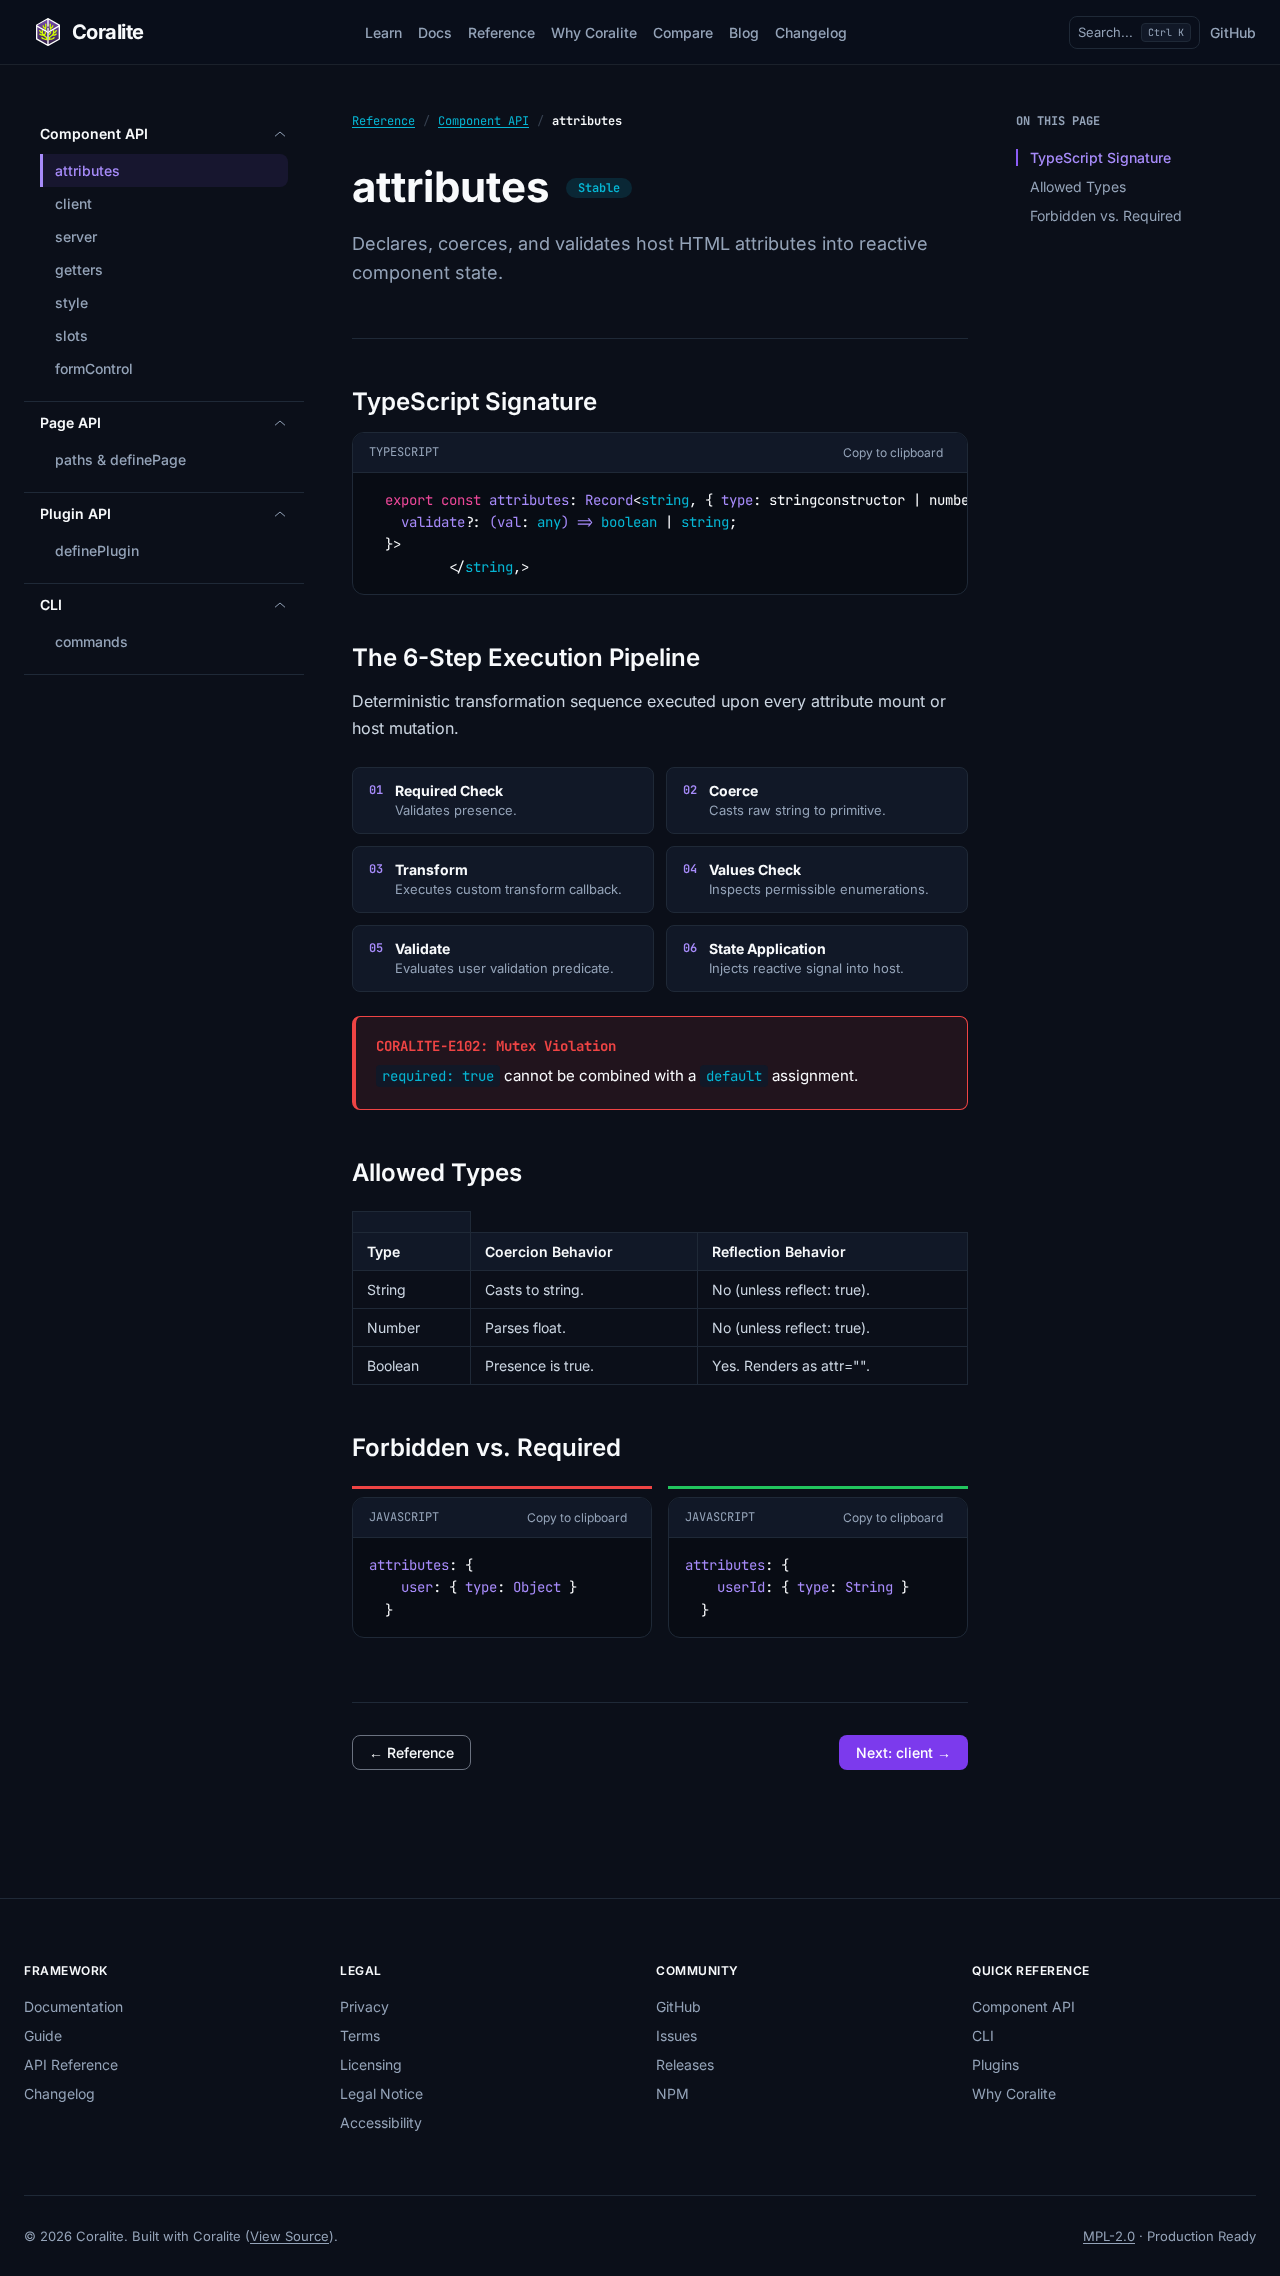 Coralite
Learn Docs Reference Why Coralite Compare Blog Changelog
Search... Ctrl K GitHub
Component API
attributes
client
server
getters
style
slots
formControl
Page API
paths & definePage
Plugin API
definePlugin
CLI
commands
Reference / Component API / attributes
attributes Stable
Declares, coerces, and validates host HTML attributes into reactive
component state.
TypeScript Signature
TYPESCRIPT Copy to clipboard
export const attributes: Record<string, { type: stringconstructor | numbe
validate?: (val: any) => boolean | string;
}>
</string,>
The 6-Step Execution Pipeline
Deterministic transformation sequence executed upon every attribute mount or
host mutation.
01 Required Check
Validates presence.
02 Coerce
Casts raw string to primitive.
03 Transform
Executes custom transform callback.
04 Values Check
Inspects permissible enumerations.
05 Validate
Evaluates user validation predicate.
06 State Application
Injects reactive signal into host.
CORALITE-E102: Mutex Violation
required: true cannot be combined with a default assignment.
Allowed Types
Type Coercion Behavior Reflection Behavior
String Casts to string. No (unless reflect: true).
Number Parses float. No (unless reflect: true).
Boolean Presence is true. Yes. Renders as attr="".
Forbidden vs. Required
JAVASCRIPT Copy to clipboard
attributes: {
user: { type: Object }
}
JAVASCRIPT Copy to clipboard
attributes: {
userId: { type: String }
}
← Reference
Next: client →
ON THIS PAGE
TypeScript Signature
Allowed Types
Forbidden vs. Required
FRAMEWORK
Documentation
Guide
API Reference
Changelog
LEGAL
Privacy
Terms
Licensing
Legal Notice
Accessibility
COMMUNITY
GitHub
Issues
Releases
NPM
QUICK REFERENCE
Component API
CLI
Plugins
Why Coralite
© 2026 Coralite. Built with Coralite (View Source).
MPL-2.0 · Production Ready